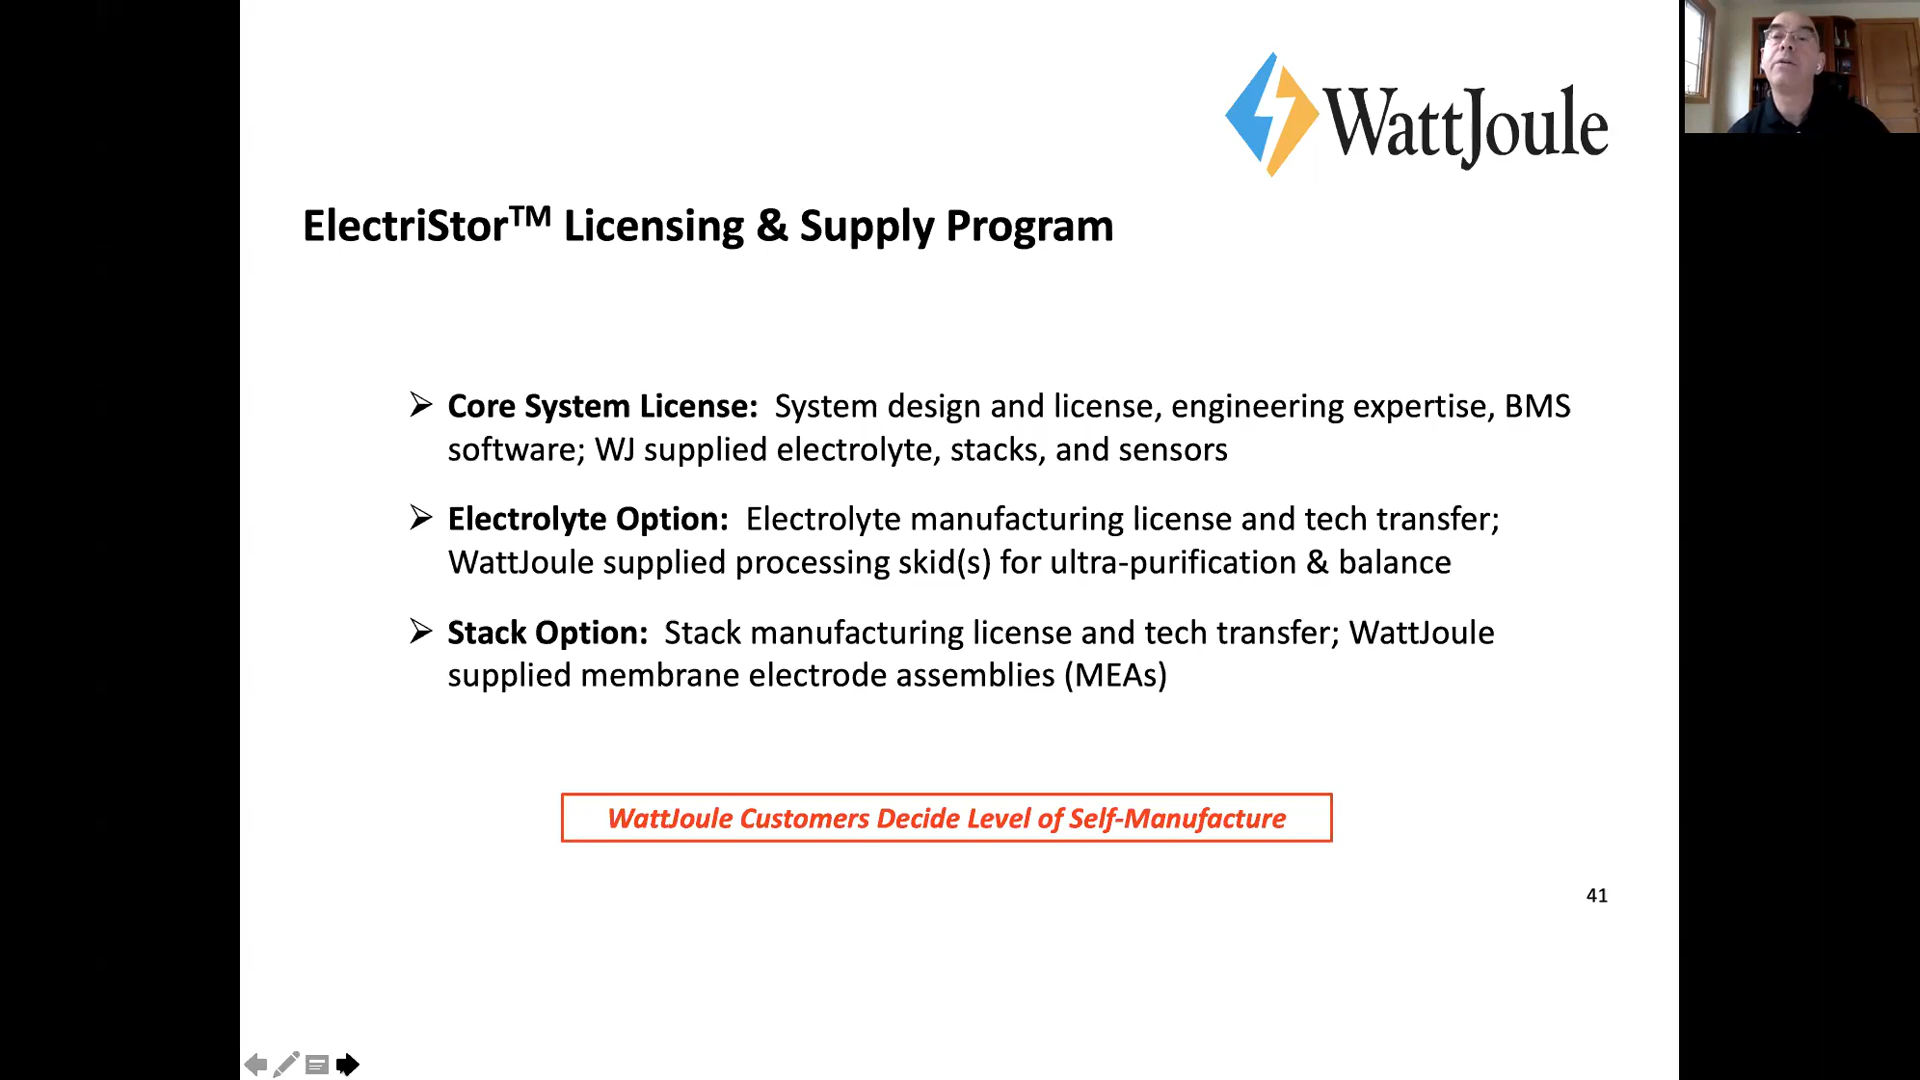 WattJoule
ElectriStor™ Licensing & Supply Program
➢ Core System License: System design and license, engineering expertise, BMS
software; WJ supplied electrolyte, stacks, and sensors
➢ Electrolyte Option: Electrolyte manufacturing license and tech transfer;
WattJoule supplied processing skid(s) for ultra-purification & balance
➢ Stack Option: Stack manufacturing license and tech transfer; WattJoule
supplied membrane electrode assemblies (MEAs)
WattJoule Customers Decide Level of Self-Manufacture
41